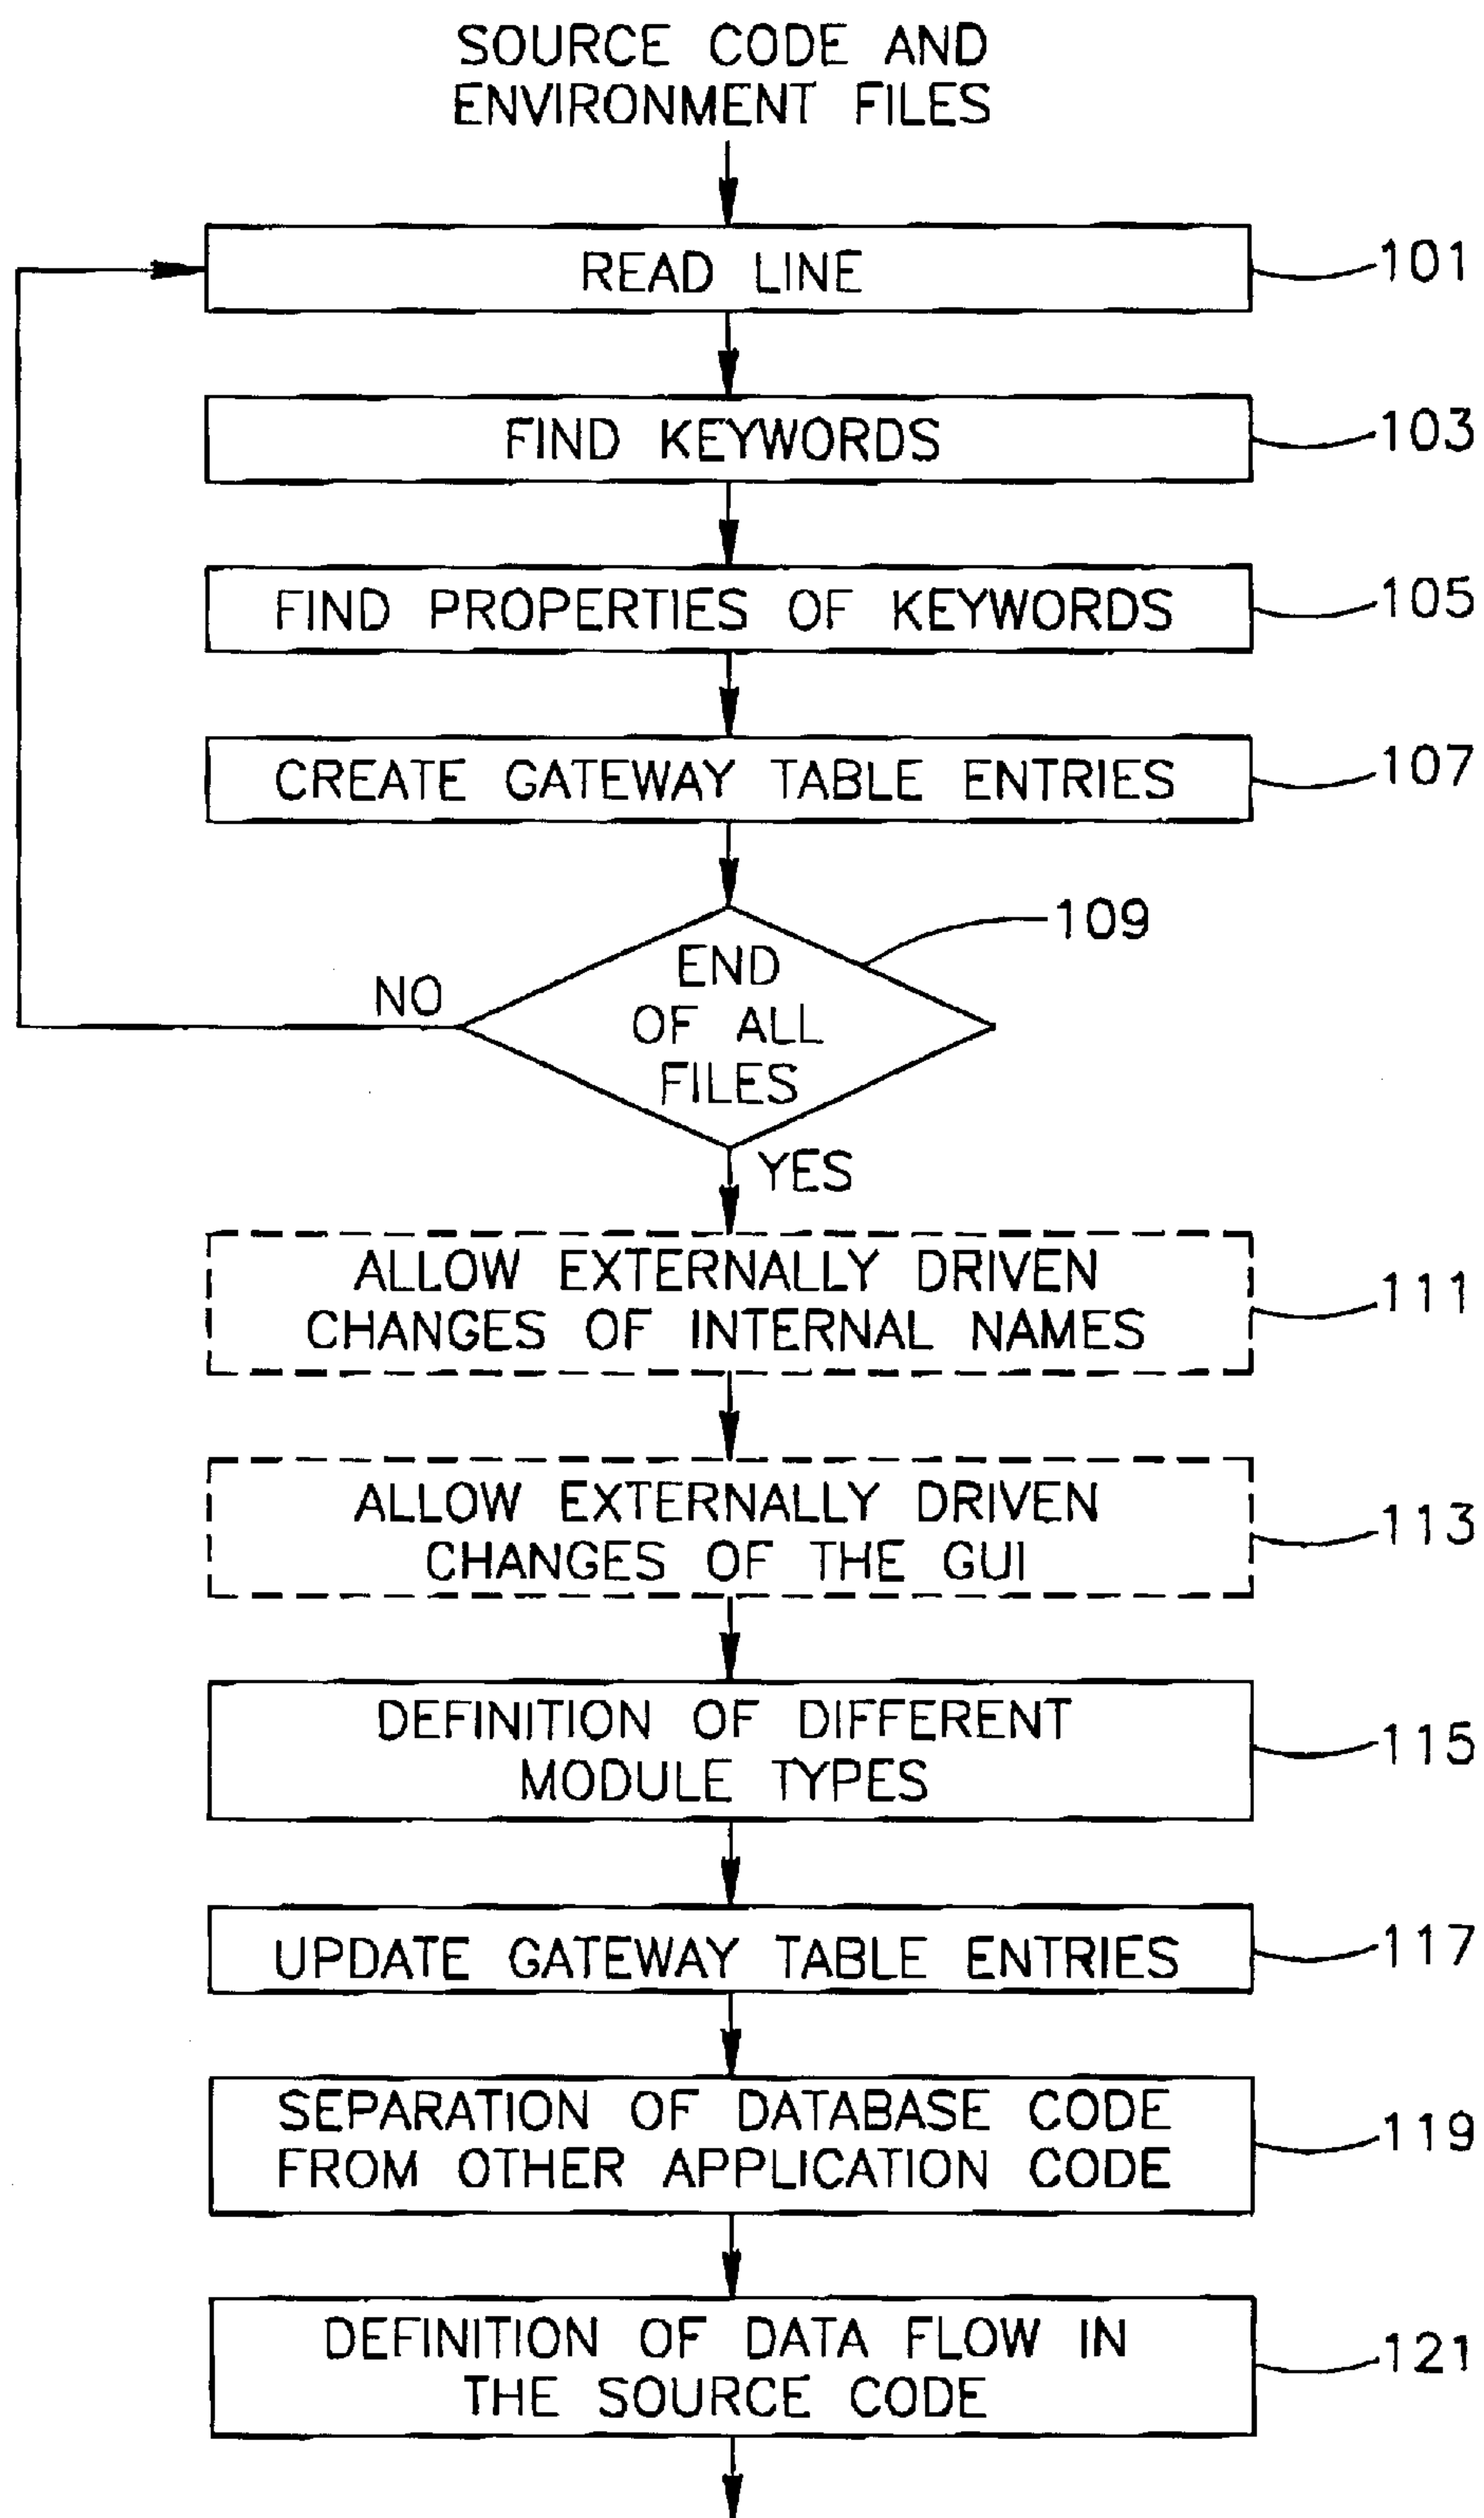 SOURCE CODE AND
ENVIRONMENT FILES
READ LINE
101
FIND KEYWORDS
103
FIND PROPERTIES OF KEYWORDS
105
CREATE GATEWAY TABLE ENTRIES
107
109
END
OF ALL
FILES
NO
YES
ALLOW EXTERNALLY DRIVEN
CHANGES OF INTERNAL NAMES
111
ALLOW EXTERNALLY DRIVEN
CHANGES OF THE GUI
113
DEFINITION OF DIFFERENT
MODULE TYPES
115
UPDATE GATEWAY TABLE ENTRIES
117
SEPARATION OF DATABASE CODE
FROM OTHER APPLICATION CODE
119
DEFINITION OF DATA FLOW IN
THE SOURCE CODE
121